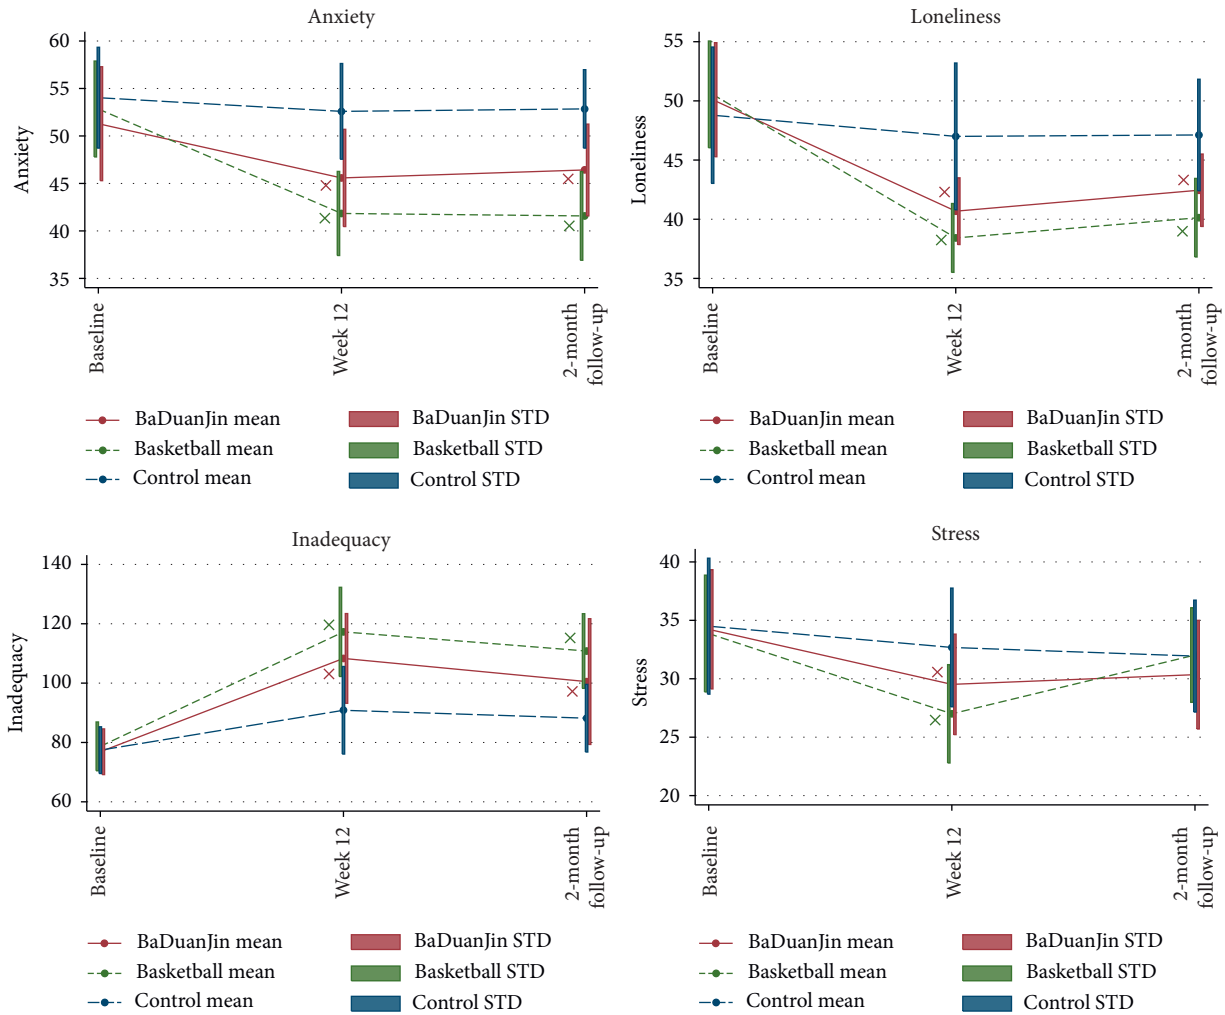 Anxiety
60
55
50
45
40
35
Anxiety
Baseline
Week 12
2-month
follow-up
BaDuanJin mean
BaDuanJin STD
Basketball mean
Basketball STD
Control mean
Control STD
Loneliness
55
50
45
40
35
Loneliness
Baseline
Week 12
2-month
follow-up
BaDuanJin mean
BaDuanJin STD
Basketball mean
Basketball STD
Control mean
Control STD
Inadequacy
140
120
100
80
60
Inadequacy
Baseline
Week 12
2-month
follow-up
BaDuanJin mean
BaDuanJin STD
Basketball mean
Basketball STD
Control mean
Control STD
Stress
40
35
30
25
20
Stress
Baseline
Week 12
2-month
follow-up
BaDuanJin mean
BaDuanJin STD
Basketball mean
Basketball STD
Control mean
Control STD